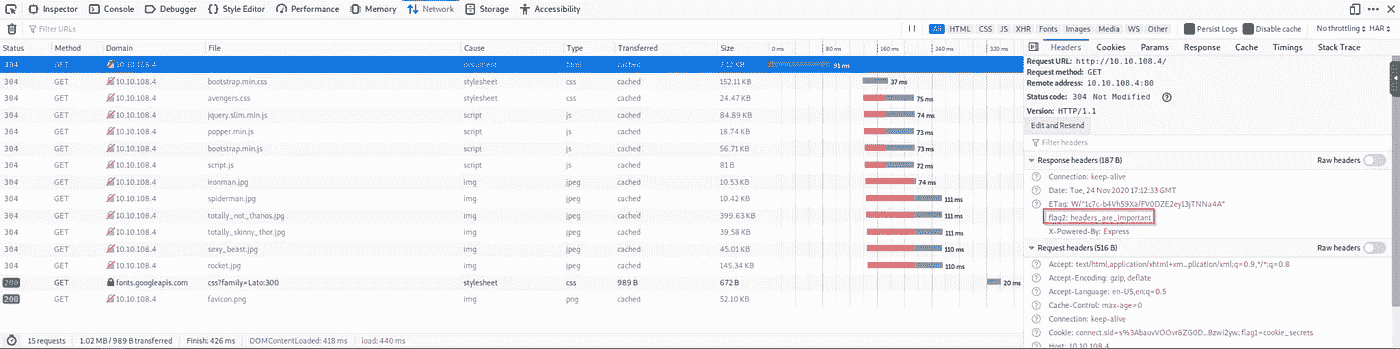 Inspector Console Debugger Style Editor Performance Memory Network Storage Accessibility
Filter URLs All HTML CSS JS XHR Fonts Images Media WS Other Persist Logs Disable cache No throttling HAR
Status Method Domain File Cause Type Transferred Size 0 ms 80 ms 160 ms 240 ms 320 ms
304 GET 10.10.108.4 / document html cached 7.12 KB 91 ms
304 GET 10.10.108.4 bootstrap.min.css stylesheet css cached 152.11 KB 37 ms
304 GET 10.10.108.4 avengers.css stylesheet css cached 24.47 KB 75 ms
304 GET 10.10.108.4 jquery.slim.min.js script js cached 84.89 KB 74 ms
304 GET 10.10.108.4 popper.min.js script js cached 18.74 KB 73 ms
304 GET 10.10.108.4 bootstrap.min.js script js cached 56.71 KB 73 ms
304 GET 10.10.108.4 script.js script js cached 81 B 72 ms
304 GET 10.10.108.4 ironman.jpg img jpeg cached 10.53 KB 74 ms
304 GET 10.10.108.4 spiderman.jpg img jpeg cached 10.42 KB 111 ms
304 GET 10.10.108.4 totally_not_thanos.jpg img jpeg cached 399.63 KB 111 ms
304 GET 10.10.108.4 totally_skinny_thor.jpg img jpeg cached 39.58 KB 111 ms
304 GET 10.10.108.4 sexy_beast.jpg img jpeg cached 45.01 KB 110 ms
304 GET 10.10.108.4 rocket.jpg img jpeg cached 145.34 KB 110 ms
200 GET fonts.googleapis.com css?family=Lato:300 stylesheet css 989 B 672 B 20 ms
200 GET 10.10.108.4 favicon.png img png cached 52.10 KB
15 requests 1.02 MB / 989 B transferred Finish: 426 ms DOMContentLoaded: 418 ms load: 440 ms
Headers Cookies Params Response Cache Timings Stack Trace
Request URL: http://10.10.108.4/
Request method: GET
Remote address: 10.10.108.4:80
Status code: 304 Not Modified
Version: HTTP/1.1
Edit and Resend
Filter headers
Response headers (187 B) Raw headers
Connection: keep-alive
Date: Tue, 24 Nov 2020 17:12:33 GMT
ETag:
flag2: headers_are_important
X-Powered-By: Express
Request headers (516 B) Raw headers
Accept: text/html,application/xhtml+xm...plication/xml;q=0.9,*/*;q=0.8
Accept-Encoding: gzip, deflate
Accept-Language: en-US,en;q=0.5
Cache-Control: max-age=0
Connection: keep-alive
Cookie: flag1=cookie_secrets
Host: 10.10.108.4